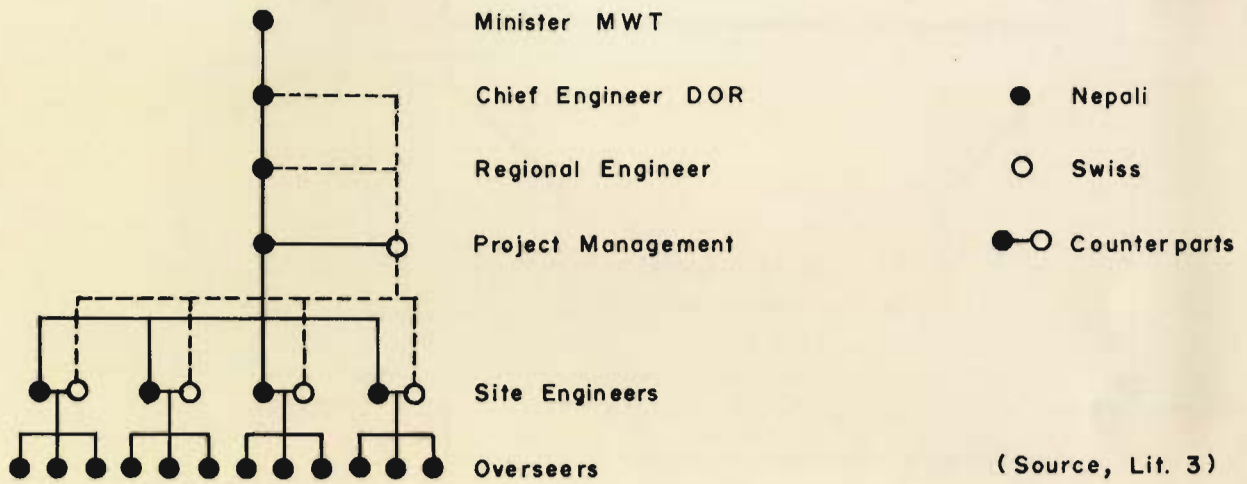 Minister MWT
Chief Engineer DOR
Nepali
Regional Engineer
Swiss
Project Management
Counterparts
Site Engineers
Overseers
(Source, Lit. 3)